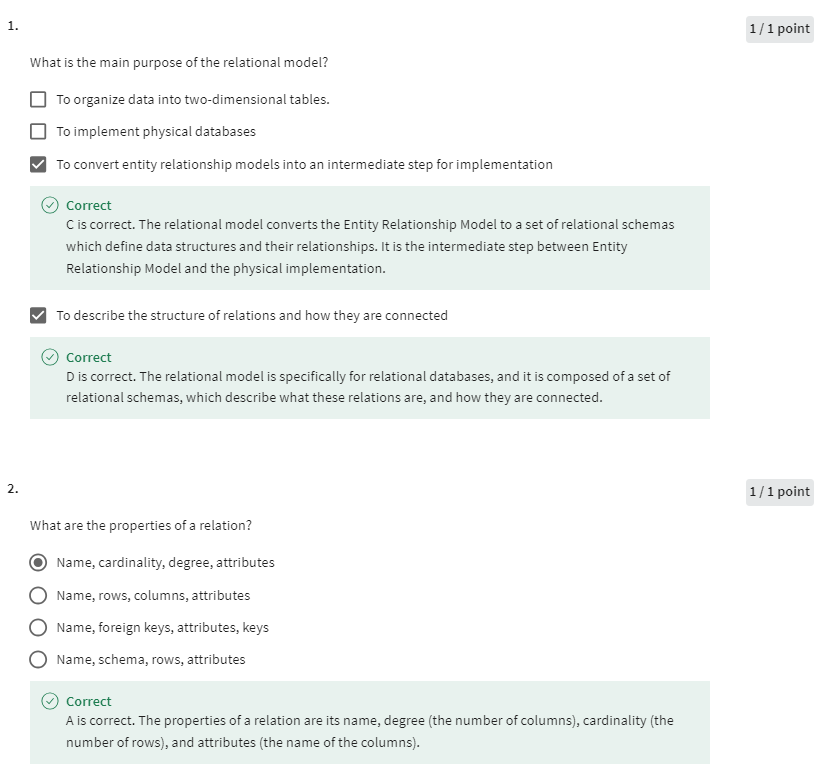 1.
1 / 1 point
What is the main purpose of the relational model?
To organize data into two-dimensional tables.
To implement physical databases
To convert entity relationship models into an intermediate step for implementation
Correct
C is correct. The relational model converts the Entity Relationship Model to a set of relational schemas
which define data structures and their relationships. It is the intermediate step between Entity
Relationship Model and the physical implementation.
To describe the structure of relations and how they are connected
Correct
D is correct. The relational model is specifically for relational databases, and it is composed of a set of
relational schemas, which describe what these relations are, and how they are connected.
2.
1 / 1 point
What are the properties of a relation?
Name, cardinality, degree, attributes
Name, rows, columns, attributes
Name, foreign keys, attributes, keys
Name, schema, rows, attributes
Correct
A is correct. The properties of a relation are its name, degree (the number of columns), cardinality (the
number of rows), and attributes (the name of the columns).